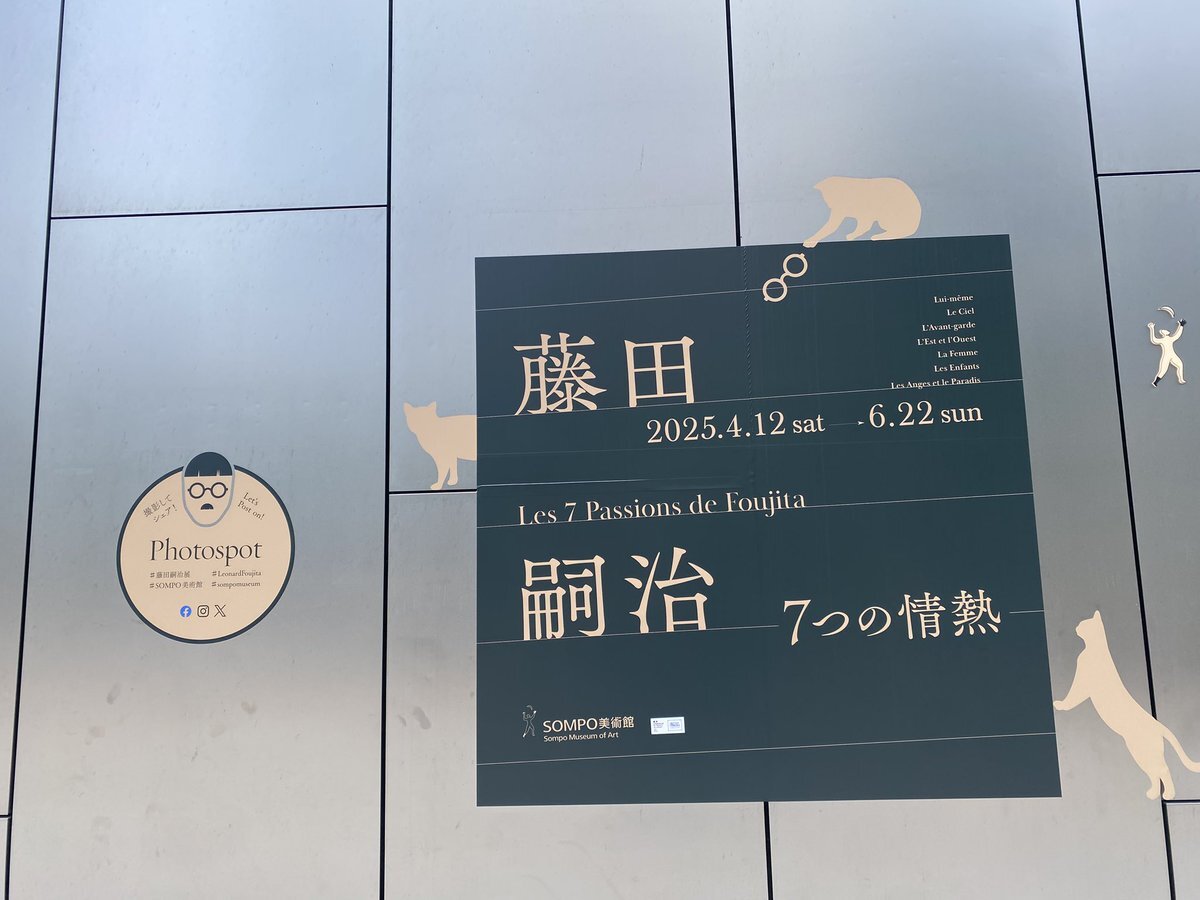 撮影して
シェア！
Let's
Post on!
Photospot
#藤田嗣治展 #LeonardFoujita
#SOMPO美術館 #sompomuseum
Lui-même
Le Ciel
L'Avant-garde
L'Est et l'Ouest
La Femme
Les Enfants
Les Anges et le Paradis
藤田
2025.4.12 sat - 6.22 sun
Les 7 Passions de Foujita
嗣治
7つの情熱
SOMPO美術館
Sompo Museum of Art